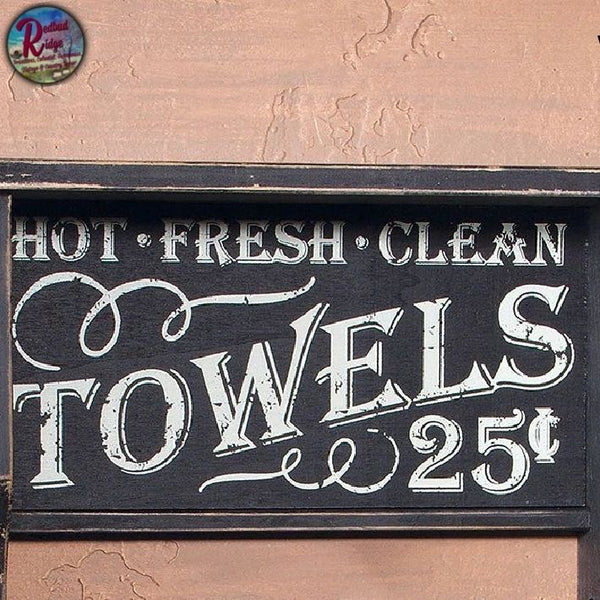 Redbud
Ridge
HOT · FRESH · CLEAN
TOWELS
25¢